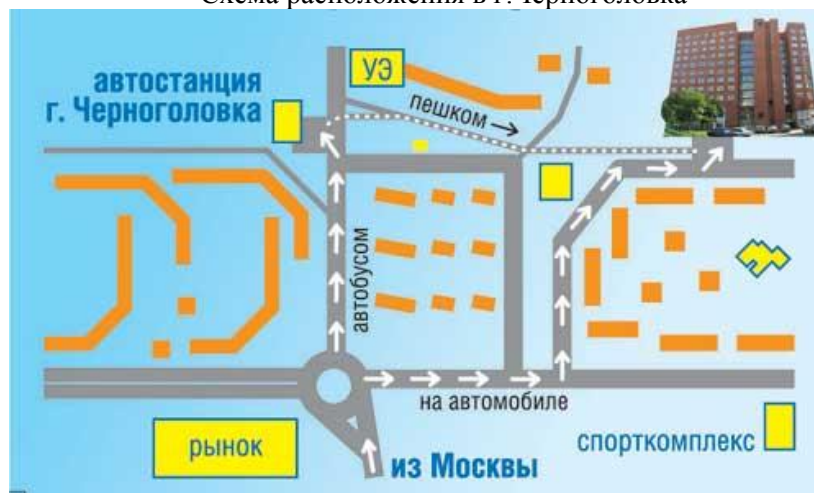 Схема расположения в г. Черноголовка
автостанция
г. Черноголовка
УЭ
пешком
автобусом
на автомобиле
рынок
из Москвы
спорткомплекс